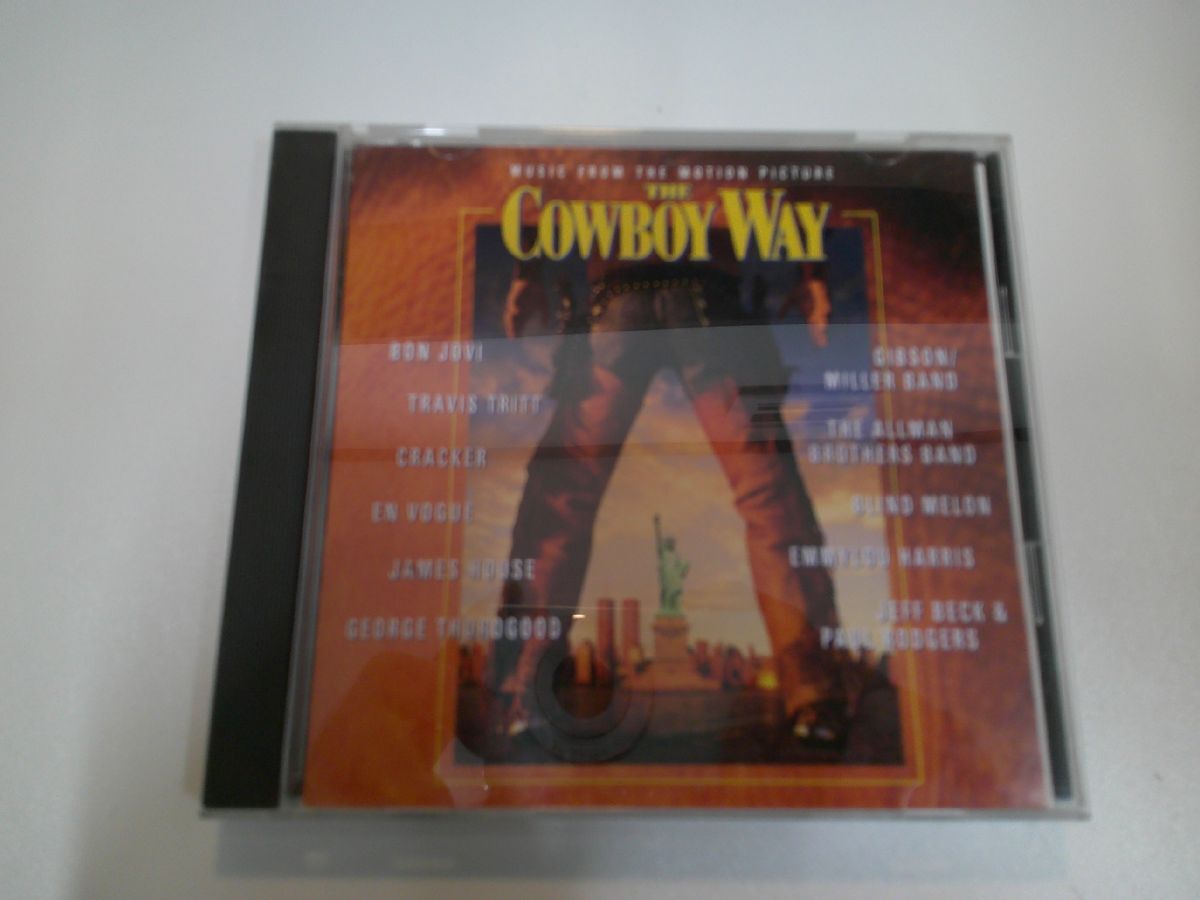 MUSIC FROM THE MOTION PICTURE
THE
COWBOY WAY
BON JOVI
TRAVIS TRITT
CRACKER
EN VOGUE
JAMES HOUSE
GEORGE THOROGOOD
GIBSON/
MILLER BAND
THE ALLMAN
BROTHERS BAND
BLIND MELON
EMMYLOU HARRIS
JEFF BECK &
PAUL RODGERS